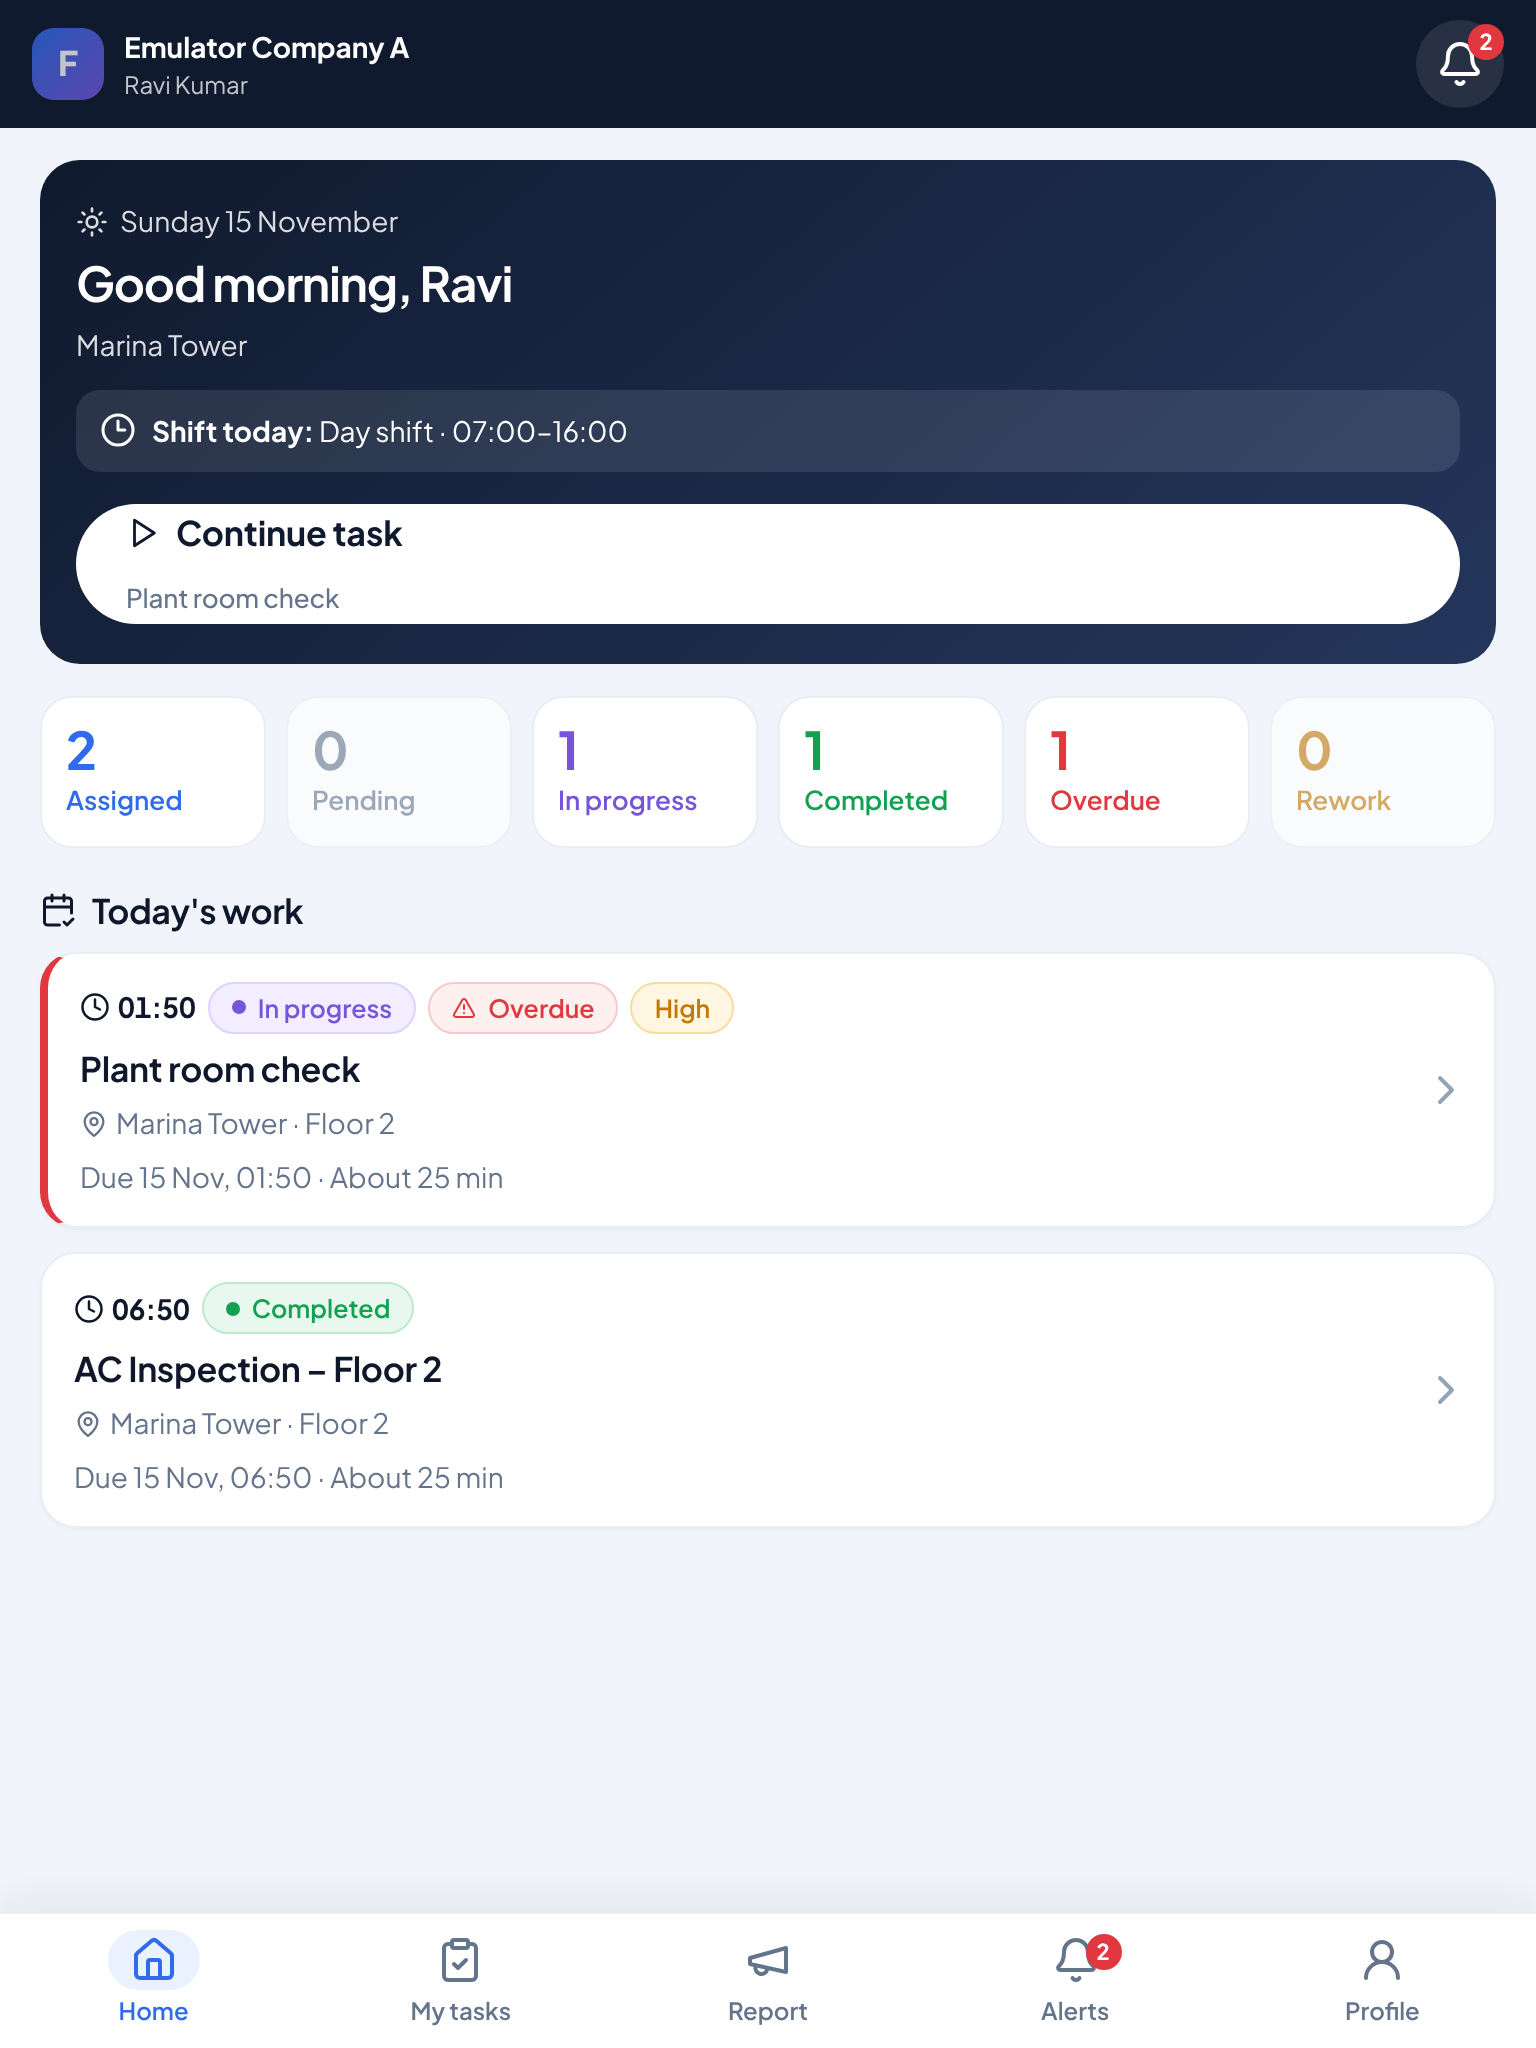 F
Emulator Company A
Ravi Kumar
2
Sunday 15 November
Good morning, Ravi
Marina Tower
Shift today: Day shift · 07:00–16:00
Continue task
Plant room check
2
Assigned
0
Pending
1
In progress
1
Completed
1
Overdue
0
Rework
Today's work
01:50 In progress Overdue High
Plant room check
Marina Tower · Floor 2
Due 15 Nov, 01:50 · About 25 min
06:50 Completed
AC Inspection – Floor 2
Marina Tower · Floor 2
Due 15 Nov, 06:50 · About 25 min
2
Home
My tasks
Report
Alerts
Profile